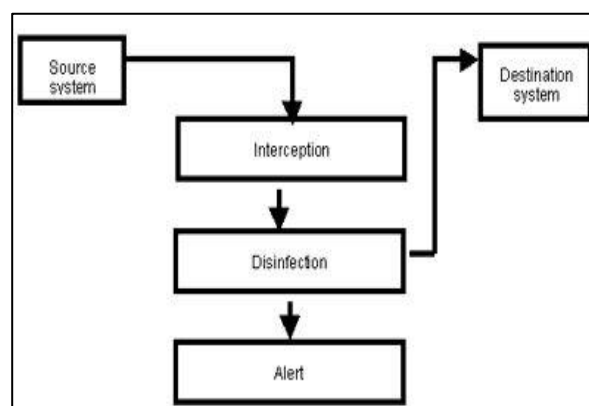 Source
system
Destination
system
Interception
Disinfection
Alert